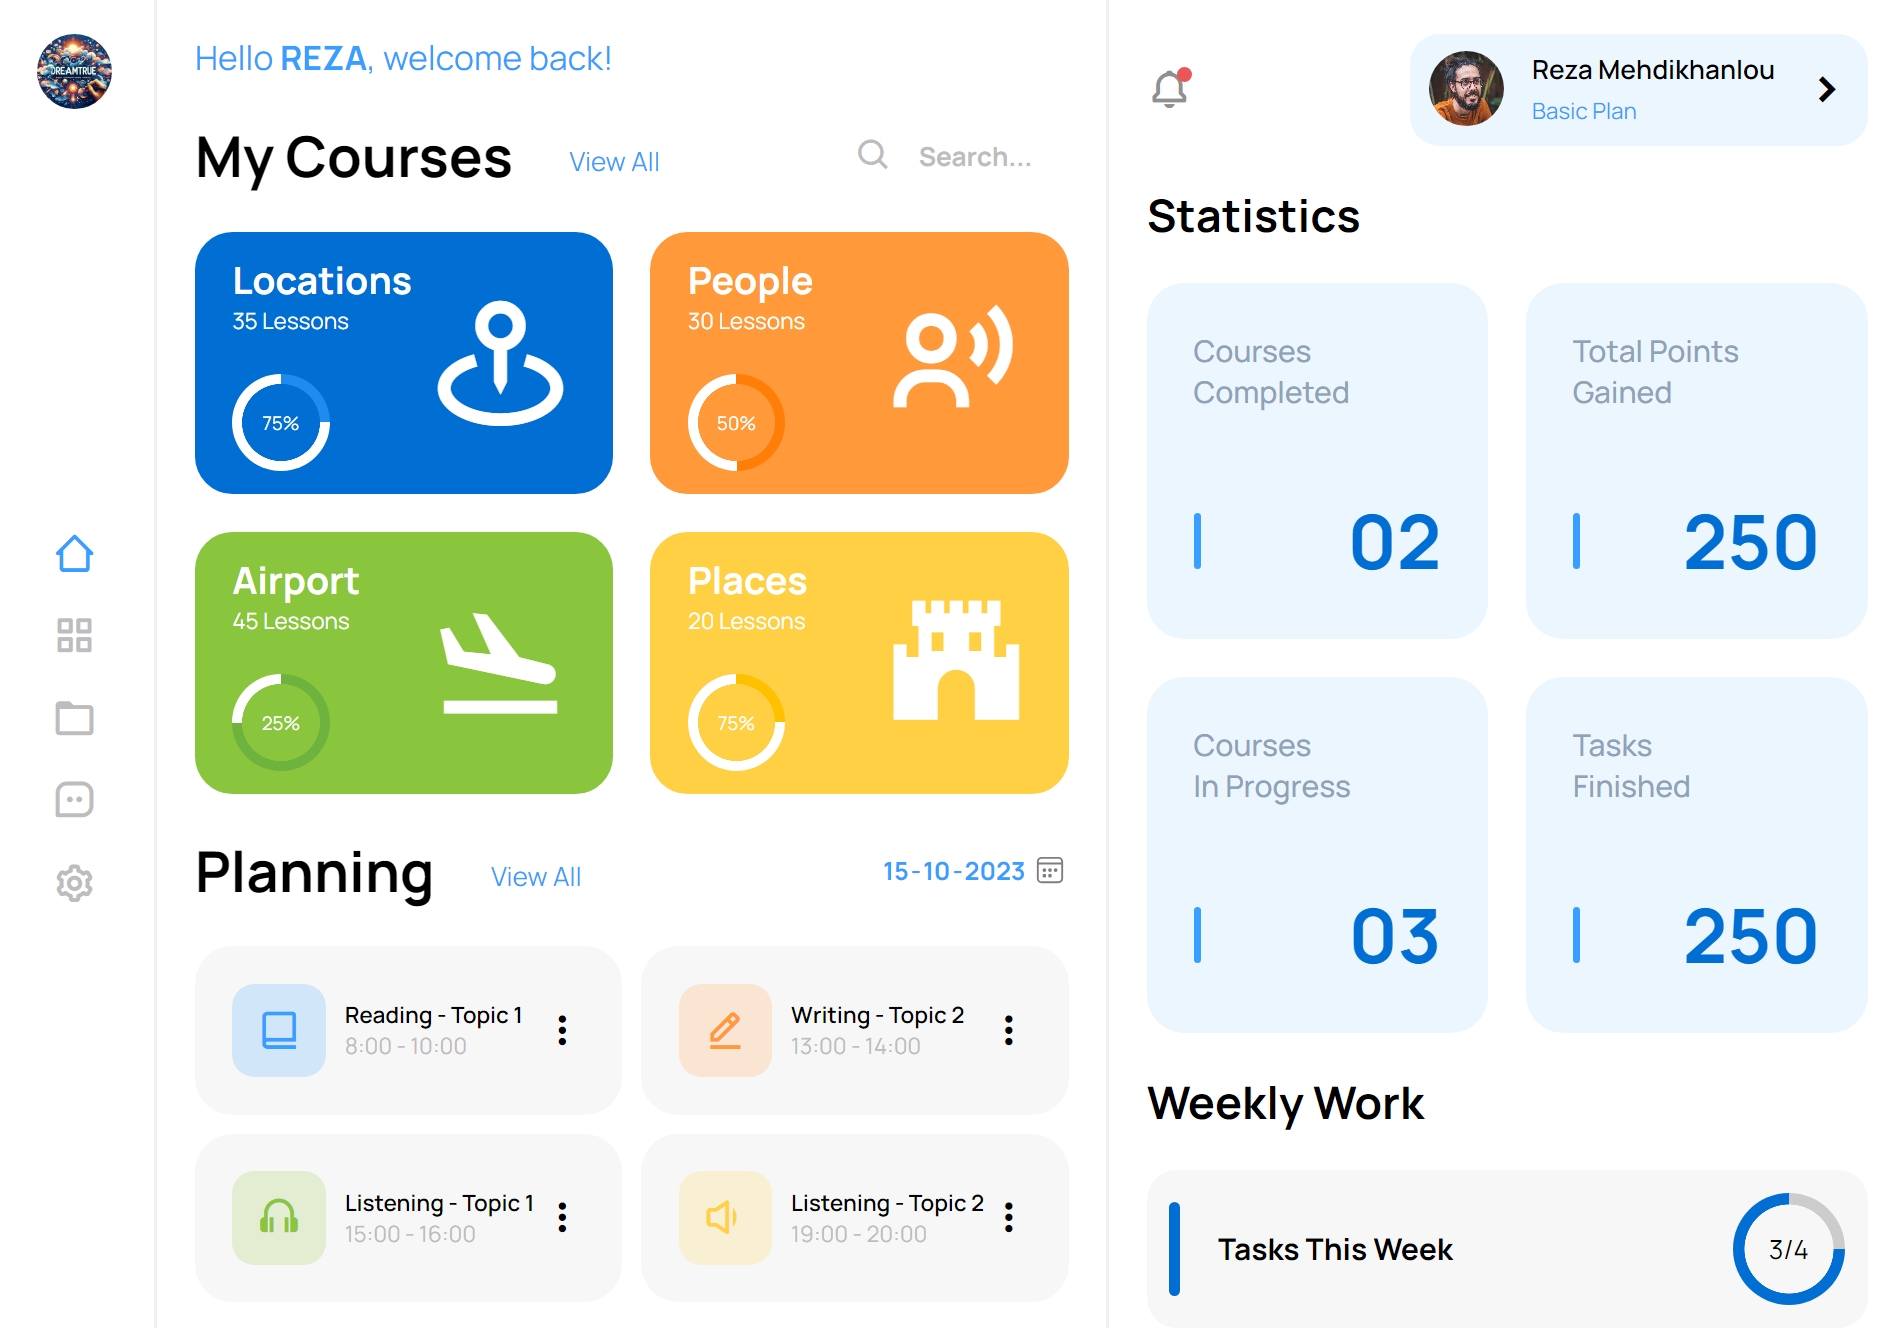 DREAMTRUE
Hello REZA, welcome back!
My Courses
View All
Search...
Locations
35 Lessons
75%
People
30 Lessons
50%
Airport
45 Lessons
25%
Places
20 Lessons
75%
Planning
View All
15-10-2023
Reading - Topic 1
8:00 - 10:00
Writing - Topic 2
13:00 - 14:00
Listening - Topic 1
15:00 - 16:00
Listening - Topic 2
19:00 - 20:00
Reza Mehdikhanlou
Basic Plan
Statistics
Courses
Completed
02
Total Points
Gained
250
Courses
In Progress
03
Tasks
Finished
250
Weekly Work
Tasks This Week
3/4